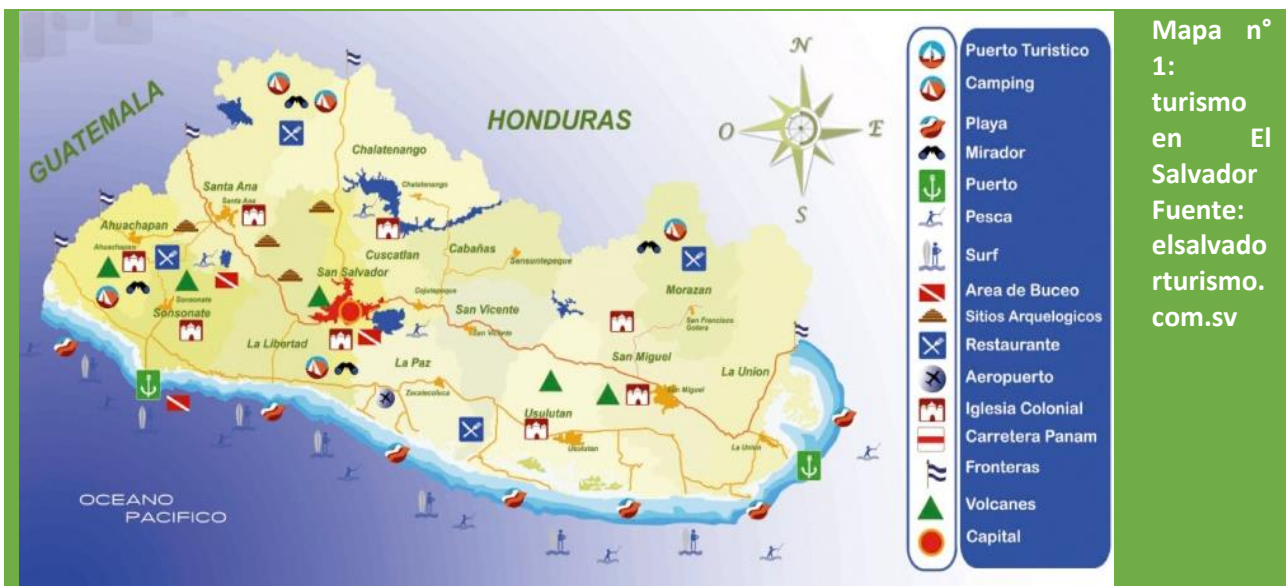 GUATEMALA
HONDURAS
N
O
E
S
Chalatenango
Chalatenango
Santa Ana
Santa Ana
Ahuachapan
Ahuachapan
Cuscatlan
Cabañas
Sensuntepeque
San Salvador
Cojutepeque
Sonsonate
Sonsonate
San Vicente
San Vicente
Morazan
San Francisco
Gotera
La Libertad
La Paz
Zacatecoluca
San Miguel
San Miguel
La Union
La Union
Usulutan
Usulutan
OCEANO
PACIFICO
Puerto Turistico
Camping
Playa
Mirador
Puerto
Pesca
Surf
Area de Buceo
Sitios Arqueologicos
Restaurante
Aeropuerto
Iglesia Colonial
Carretera Panam
Fronteras
Volcanes
Capital
Mapa n°
1:
turismo
en El
Salvador
Fuente:
elsalvado
rturismo.
com.sv